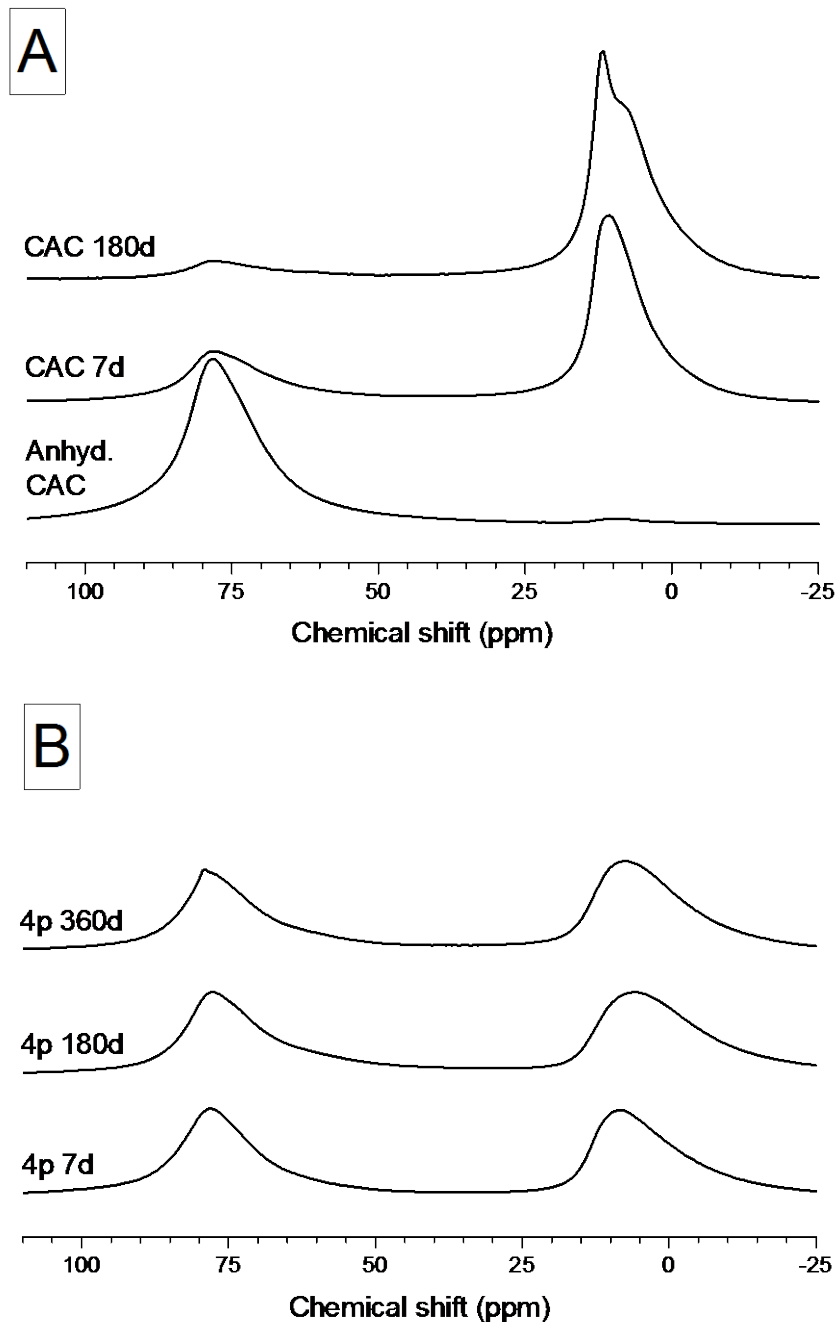 A
CAC 180d
CAC 7d
Anhyd.
CAC
100 75 50 25 0 -25
Chemical shift (ppm)
B
4p 360d
4p 180d
4p 7d
100 75 50 25 0 -25
Chemical shift (ppm)